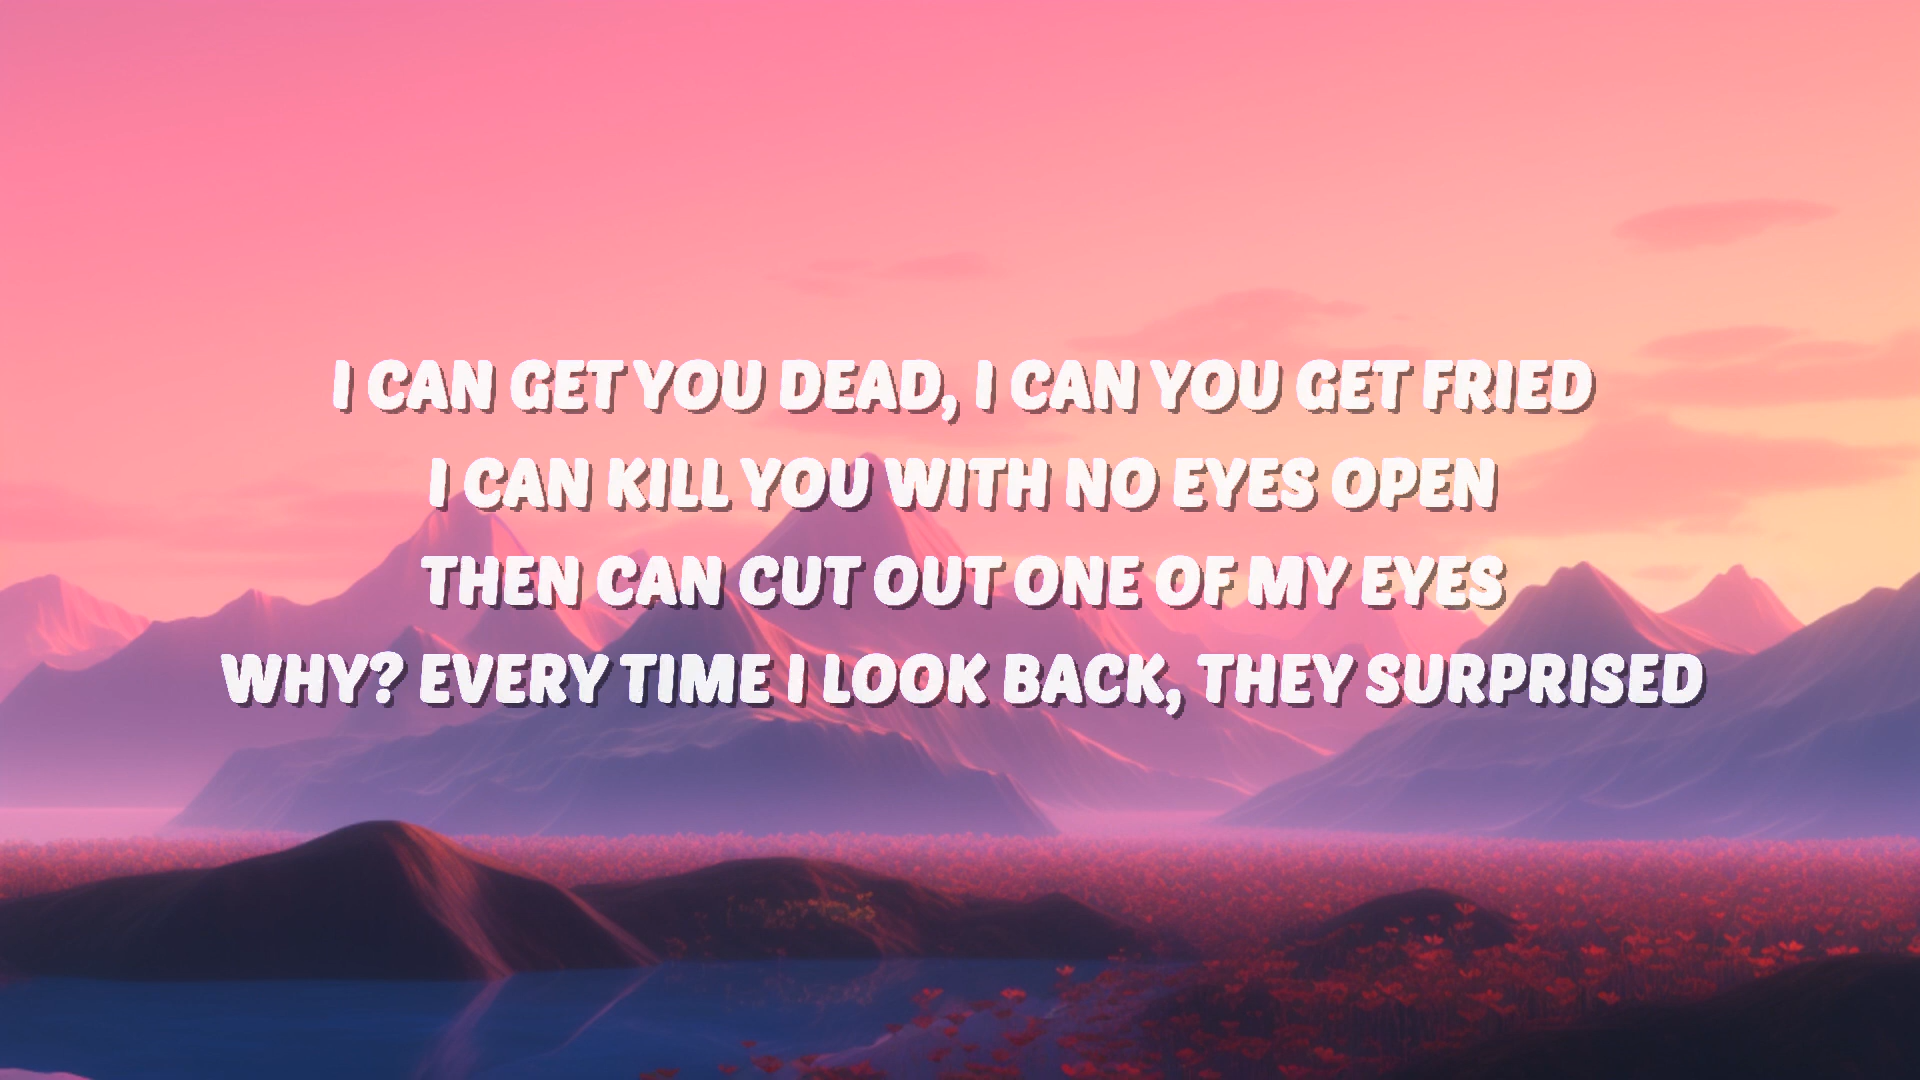 I CAN GET YOU DEAD, I CAN YOU GET FRIED
I CAN KILL YOU WITH NO EYES OPEN
THEN CAN CUT OUT ONE OF MY EYES
WHY? EVERY TIME I LOOK BACK, THEY SURPRISED